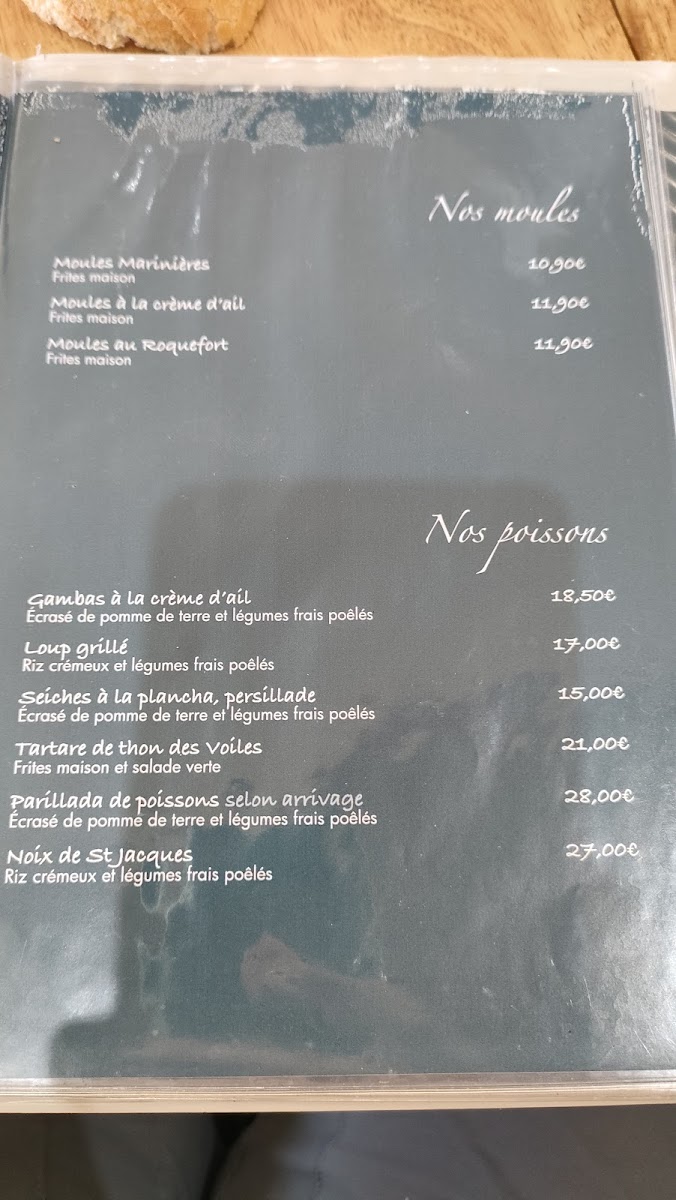 Nos moules
Moules Marinières 10,90€
Frites maison
Moules à la crème d'ail 11,90€
Frites maison
Moules au Roquefort 11,90€
Frites maison
Nos poissons
Gambas à la crème d'ail 18,50€
Écrasé de pomme de terre et légumes frais poêlés
Loup grillé 17,00€
Riz crémeux et légumes frais poêlés
Seiches à la plancha, persillade 15,00€
Écrasé de pomme de terre et légumes frais poêlés
Tartare de thon des Voiles 21,00€
Frites maison et salade verte
Parillada de poissons selon arrivage 28,00€
Écrasé de pomme de terre et légumes frais poêlés
Noix de St Jacques 27,00€
Riz crémeux et légumes frais poêlés